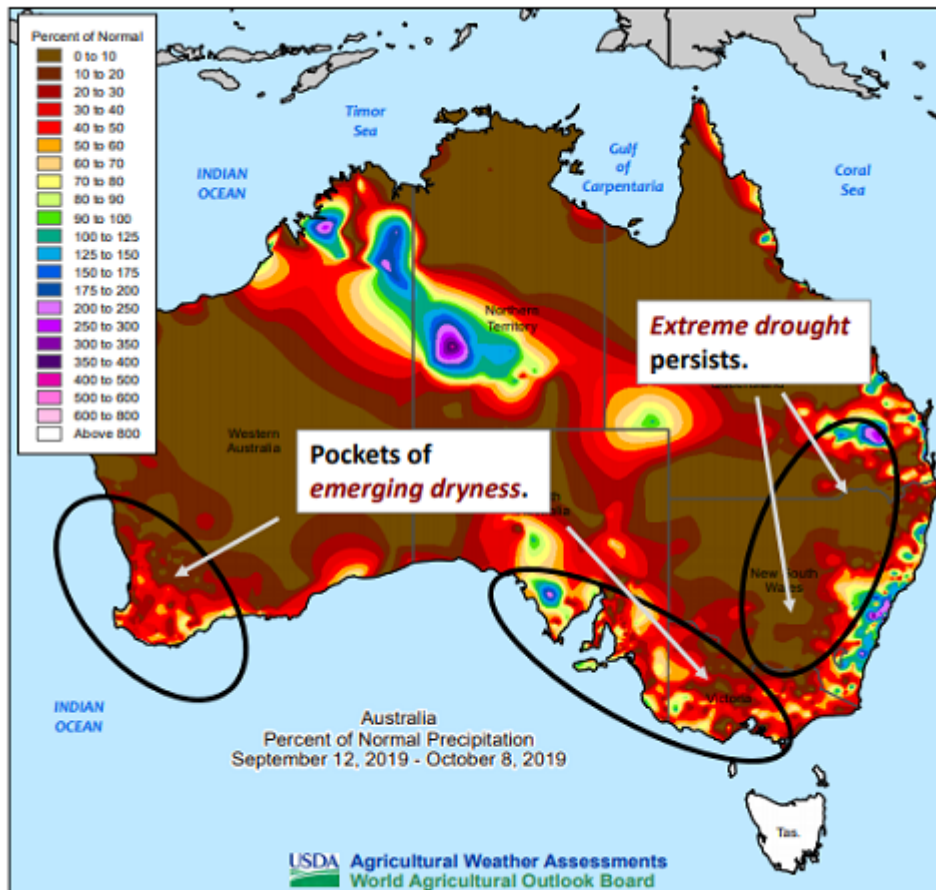 Percent of Normal
0 to 10
10 to 20
20 to 30
30 to 40
40 to 50
50 to 60
60 to 70
70 to 80
80 to 90
90 to 100
100 to 125
125 to 150
150 to 175
175 to 200
200 to 250
250 to 300
300 to 350
350 to 400
400 to 500
500 to 600
600 to 800
Above 800
Timor
Sea
INDIAN
OCEAN
Gulf
of
Carpentaria
Coral
Sea
Northern
Territory
Extreme drought
persists.
Western
Australia
Pockets of
emerging dryness.
New South
Wales
Victoria
INDIAN
OCEAN
Australia
Percent of Normal Precipitation
September 12, 2019 - October 8, 2019
Tas.
USDA Agricultural Weather Assessments
World Agricultural Outlook Board